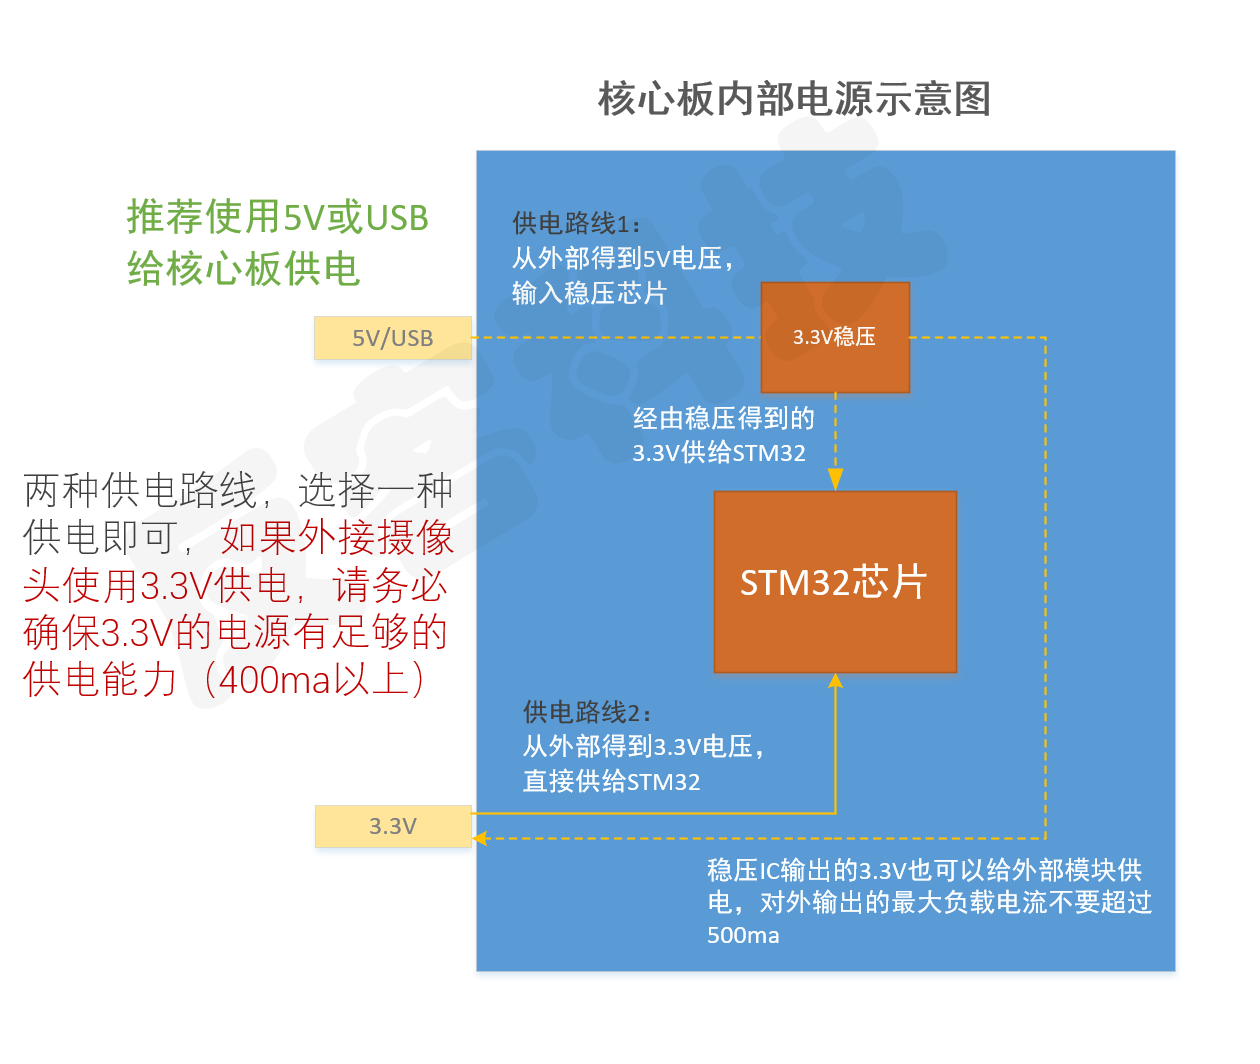 核心板内部电源示意图
推荐使用5V或USB
给核心板供电
供电路线1：
从外部得到5V电压，
输入稳压芯片
5V/USB
3.3V稳压
经由稳压得到的
3.3V供给STM32
两种供电路线，选择一种
供电即可，如果外接摄像
头使用3.3V供电，请务必
确保3.3V的电源有足够的
供电能力（400ma以上）
STM32芯片
供电路线2：
从外部得到3.3V电压，
直接供给STM32
3.3V
稳压IC输出的3.3V也可以给外部模块供
电，对外输出的最大负载电流不要超过
500ma